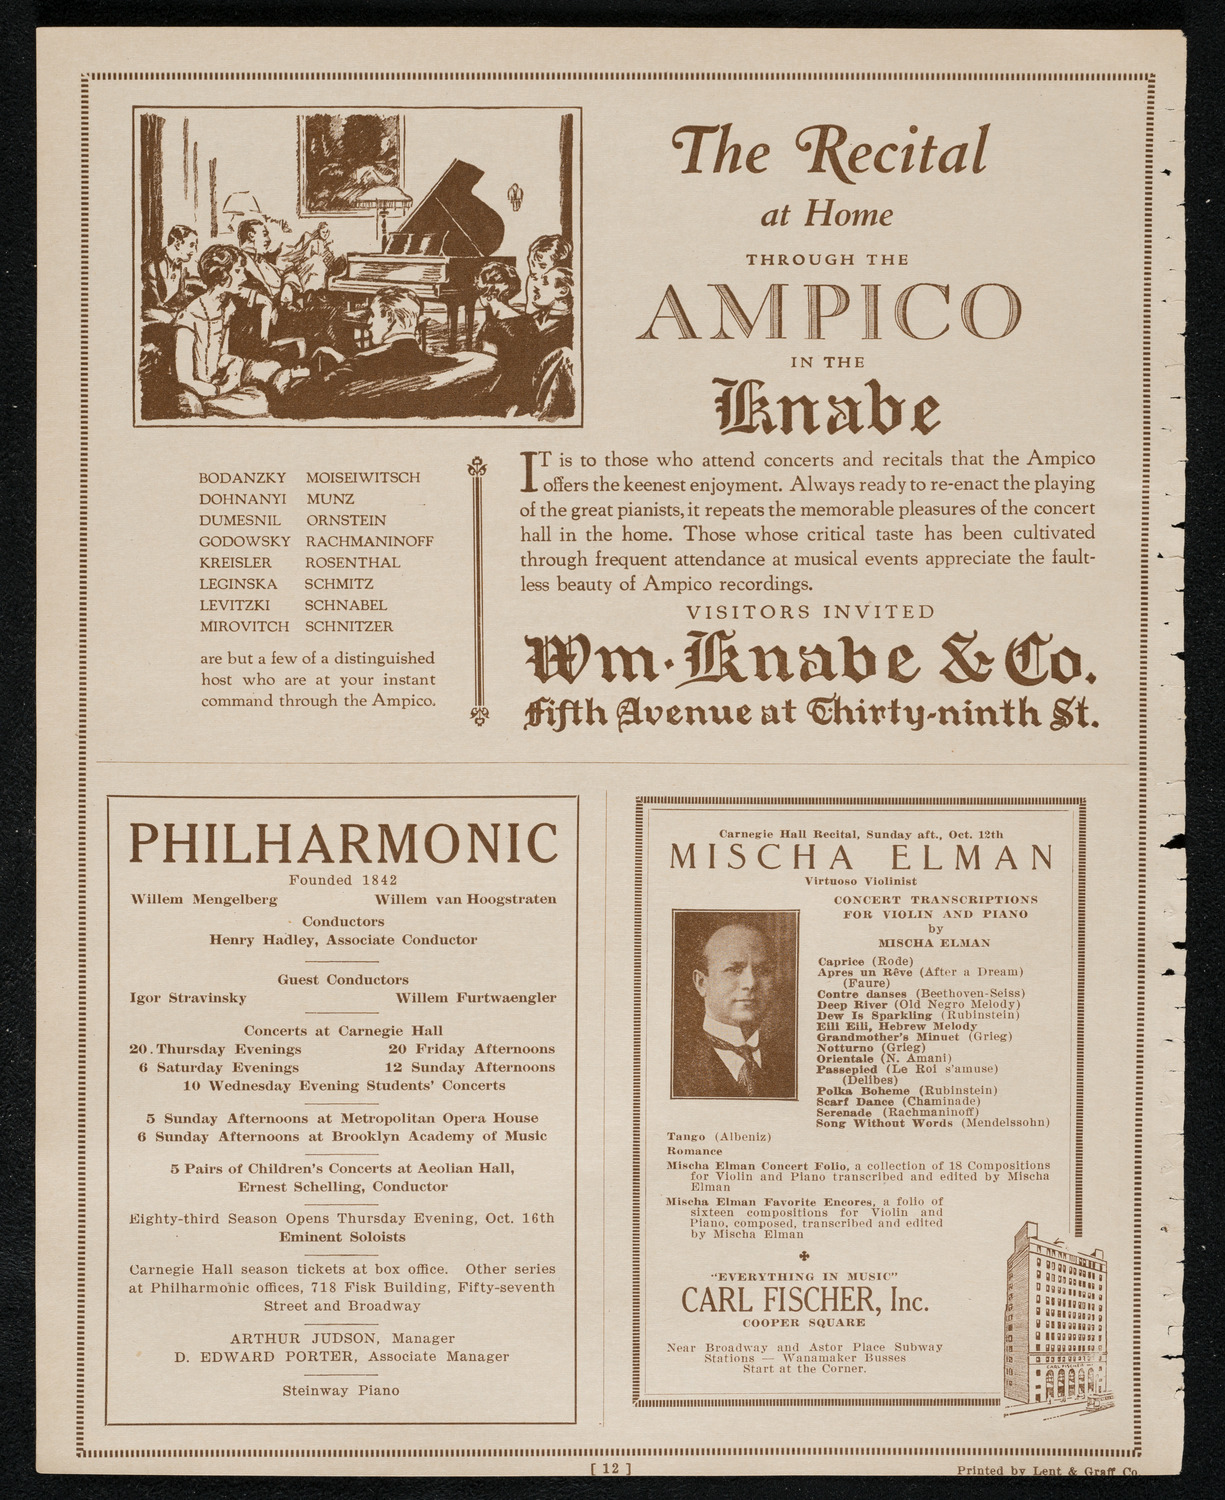 The Recital
at Home
THROUGH THE
AMPICO
IN THE
Knabe
BODANZKY MOISEIWITSCH
DOHNANYI MUNZ
DUMESNIL ORNSTEIN
GODOWSKY RACHMANINOFF
KREISLER ROSENTHAL
LEGINSKA SCHMITZ
LEVITZKI SCHNABEL
MIROVITCH SCHNITZER
are but a few of a distinguished
host who are at your instant
command through the Ampico.
IT is to those who attend concerts and recitals that the Ampico
offers the keenest enjoyment. Always ready to re-enact the playing
of the great pianists, it repeats the memorable pleasures of the concert
hall in the home. Those whose critical taste has been cultivated
through frequent attendance at musical events appreciate the fault-
less beauty of Ampico recordings.
VISITORS INVITED
Wm. Knabe & Co.
Fifth Avenue at Thirty-ninth St.
PHILHARMONIC
Founded 1842
Willem Mengelberg Willem van Hoogstraten
Conductors
Henry Hadley, Associate Conductor
Guest Conductors
Igor Stravinsky Willem Furtwaengler
Concerts at Carnegie Hall
20 Thursday Evenings 20 Friday Afternoons
6 Saturday Evenings 12 Sunday Afternoons
10 Wednesday Evening Students' Concerts
5 Sunday Afternoons at Metropolitan Opera House
6 Sunday Afternoons at Brooklyn Academy of Music
5 Pairs of Children's Concerts at Aeolian Hall,
Ernest Schelling, Conductor
Eighty-third Season Opens Thursday Evening, Oct. 16th
Eminent Soloists
Carnegie Hall season tickets at box office. Other series
at Philharmonic offices, 718 Fisk Building, Fifty-seventh
Street and Broadway
ARTHUR JUDSON, Manager
D. EDWARD PORTER, Associate Manager
Steinway Piano
Carnegie Hall Recital, Sunday aft., Oct. 12th
MISCHA ELMAN
Virtuoso Violinist
CONCERT TRANSCRIPTIONS
FOR VIOLIN AND PIANO
by
MISCHA ELMAN
Caprice (Rode)
Apres un Rêve (After a Dream)
(Faure)
Contre danses (Beethoven-Seiss)
Deep River (Old Negro Melody)
Dew Is Sparkling (Rubinstein)
Eili Eili, Hebrew Melody
Grandmother's Minuet (Grieg)
Notturno (Grieg)
Orientale (N. Amani)
Passepied (Le Roi s'amuse)
(Delibes)
Polka Boheme (Rubinstein)
Scarf Dance (Chaminade)
Serenade (Rachmaninoff)
Song Without Words (Mendelssohn)
Tango (Albeniz)
Romance
Mischa Elman Concert Folio, a collection of 18 Compositions
for Violin and Piano transcribed and edited by Mischa
Elman
Mischa Elman Favorite Encores, a folio of
sixteen compositions for Violin and
Piano, composed, transcribed and edited
by Mischa Elman
"EVERYTHING IN MUSIC"
CARL FISCHER, Inc.
COOPER SQUARE
Near Broadway and Astor Place Subway
Stations — Wanamaker Busses
Start at the Corner.
CARL FISCHER
[ 12 ]
Printed by Lent & Graff Co.